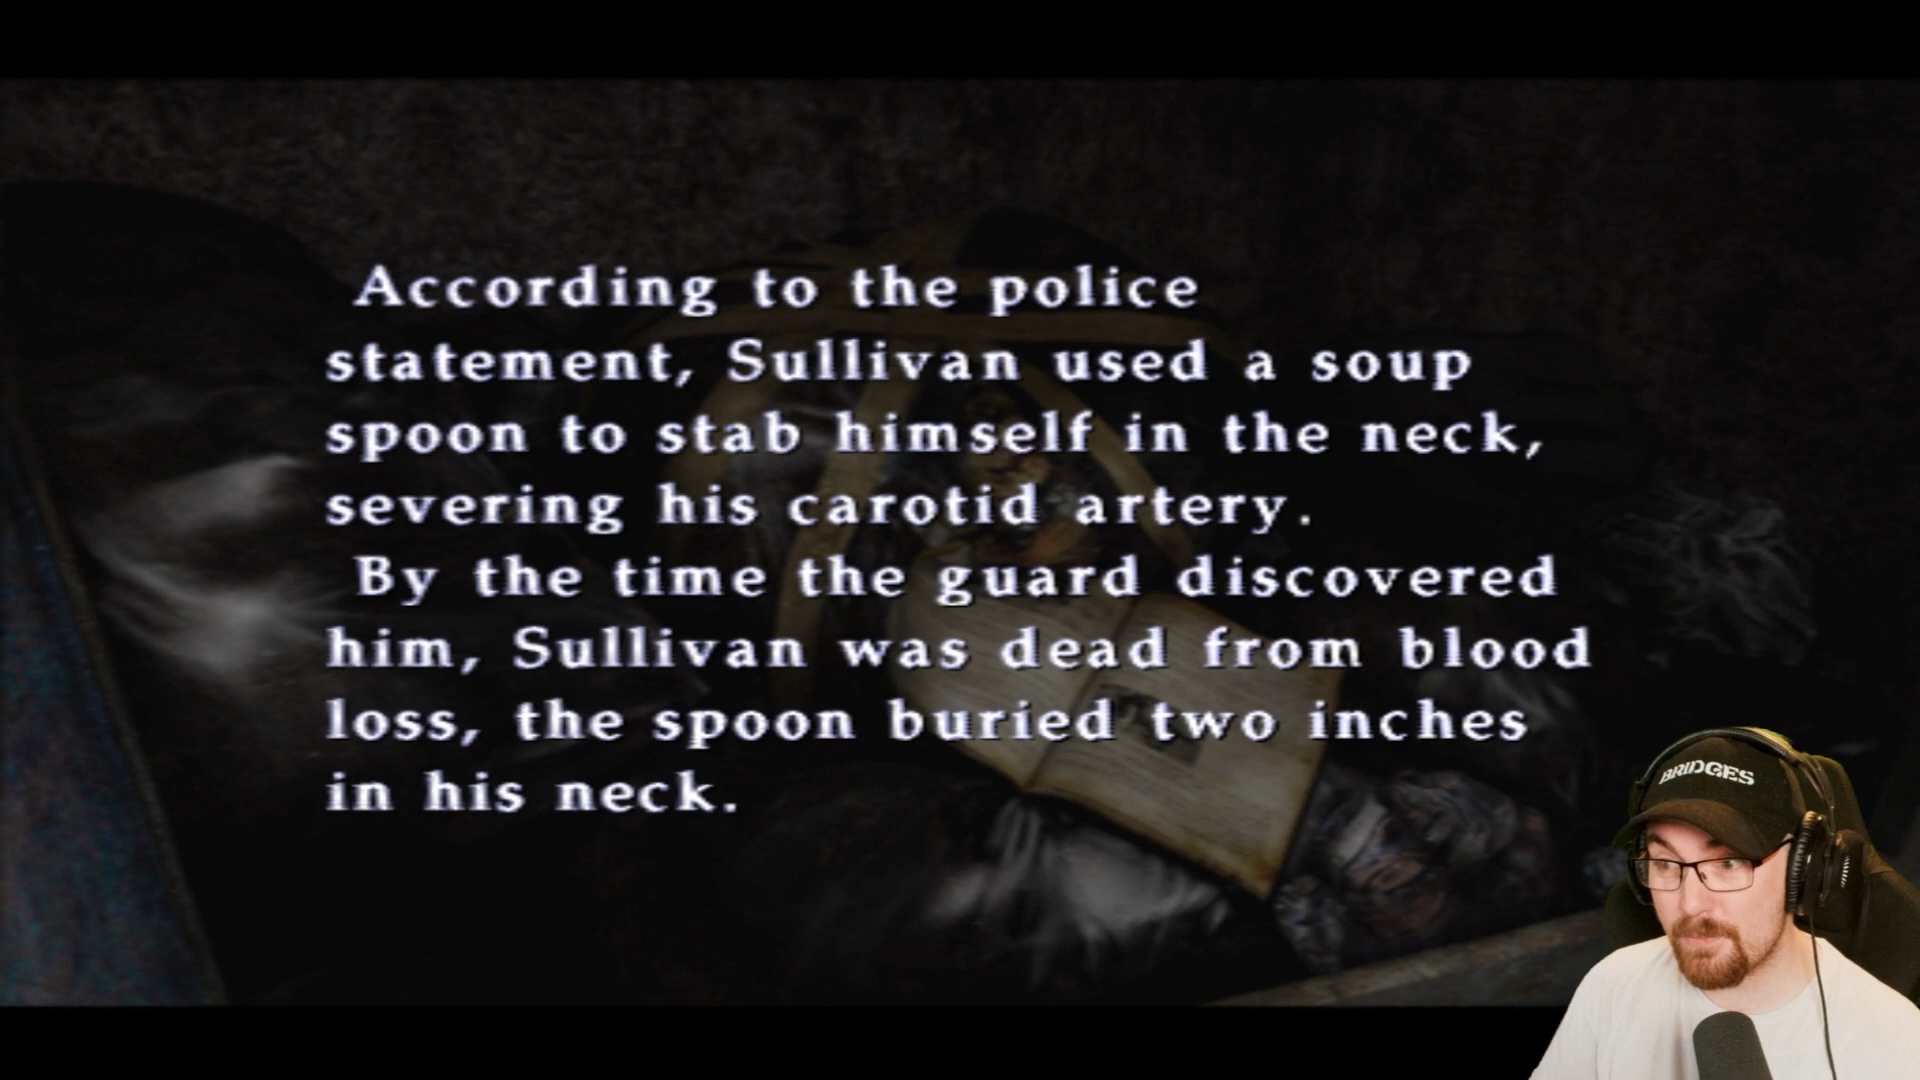 According to the police
statement, Sullivan used a soup
spoon to stab himself in the neck,
severing his carotid artery.
By the time the guard discovered
him, Sullivan was dead from blood
loss, the spoon buried two inches
in his neck.
BRIDGES